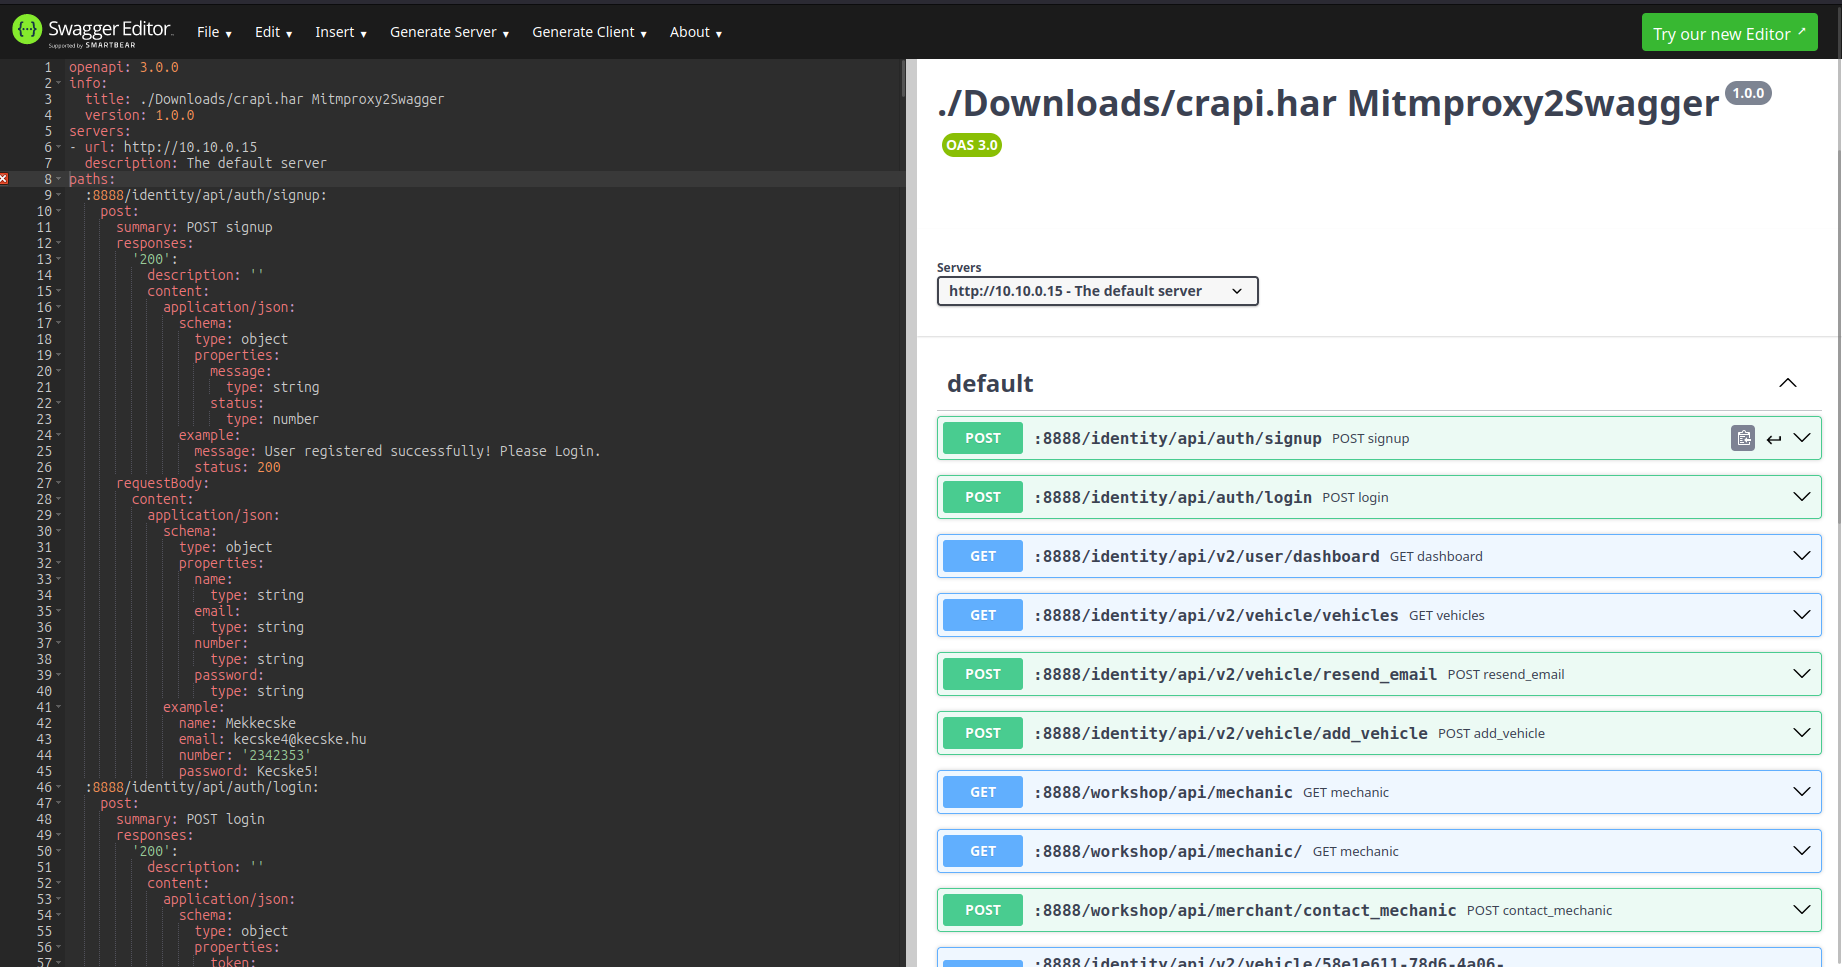 Swagger Editor
Supported by SMARTBEAR
File Edit Insert Generate Server Generate Client About
Try our new Editor
1 openapi: 3.0.0
2 info:
3 title: ./Downloads/crapi.har Mitmproxy2Swagger
4 version: 1.0.0
5 servers:
6 - url: http://10.10.0.15
7 description: The default server
8 paths:
9 :8888/identity/api/auth/signup:
10 post:
11 summary: POST signup
12 responses:
13 '200':
14 description: ''
15 content:
16 application/json:
17 schema:
18 type: object
19 properties:
20 message:
21 type: string
22 status:
23 type: number
24 example:
25 message: User registered successfully! Please Login.
26 status: 200
27 requestBody:
28 content:
29 application/json:
30 schema:
31 type: object
32 properties:
33 name:
34 type: string
35 email:
36 type: string
37 number:
38 type: string
39 password:
40 type: string
41 example:
42 name: Mekkecske
43 email: kecske4@kecske.hu
44 number: '2342353'
45 password: Kecske5!
46 :8888/identity/api/auth/login:
47 post:
48 summary: POST login
49 responses:
50 '200':
51 description: ''
52 content:
53 application/json:
54 schema:
55 type: object
56 properties:
57 token:
./Downloads/crapi.har Mitmproxy2Swagger 1.0.0
OAS 3.0
Servers
http://10.10.0.15 - The default server
default
POST :8888/identity/api/auth/signup POST signup
POST :8888/identity/api/auth/login POST login
GET :8888/identity/api/v2/user/dashboard GET dashboard
GET :8888/identity/api/v2/vehicle/vehicles GET vehicles
POST :8888/identity/api/v2/vehicle/resend_email POST resend_email
POST :8888/identity/api/v2/vehicle/add_vehicle POST add_vehicle
GET :8888/workshop/api/mechanic GET mechanic
GET :8888/workshop/api/mechanic/ GET mechanic
POST :8888/workshop/api/merchant/contact_mechanic POST contact_mechanic
:8888/identity/api/v2/vehicle/58e1e611-78d6-4a06-